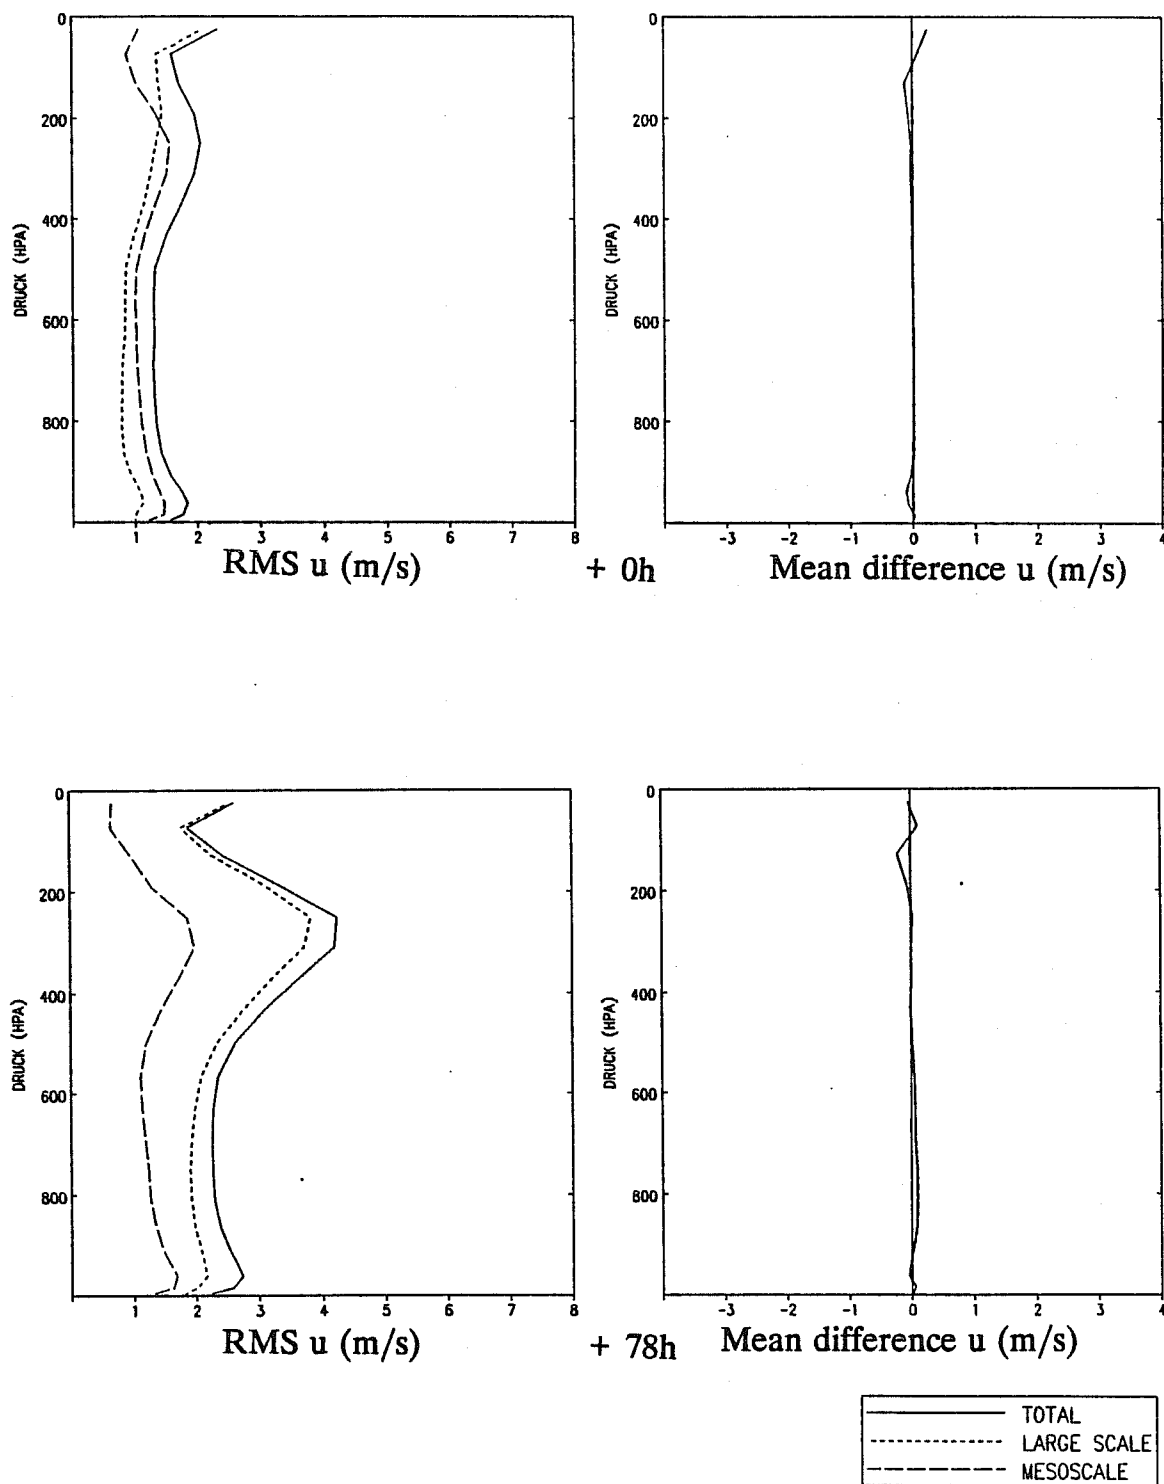 0
200
400
600
800
DRUCK (HPA)
1 2 3 4 5 6 7 8
RMS u (m/s)
+ 0h
0
200
400
600
800
DRUCK (HPA)
-3 -2 -1 0 1 2 3 4
Mean difference u (m/s)
0
200
400
600
800
DRUCK (HPA)
1 2 3 4 5 6 7 8
RMS u (m/s)
+ 78h
0
200
400
600
800
DRUCK (HPA)
-3 -2 -1 0 1 2 3 4
Mean difference u (m/s)
TOTAL
LARGE SCALE
MESOSCALE